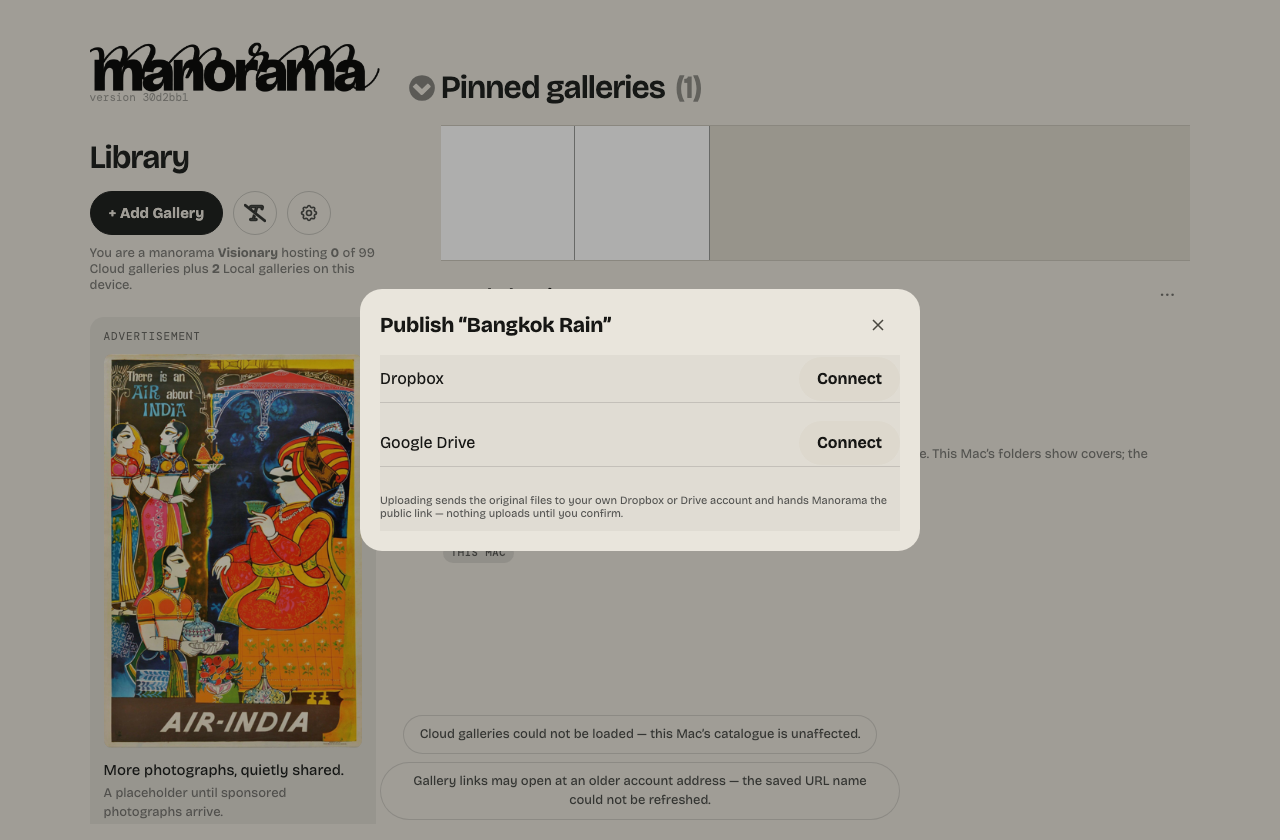 manorama
version 30d2bb1
Library
+ Add Gallery
You are a manorama Visionary hosting 0 of 99
Cloud galleries plus 2 Local galleries on this
device.
ADVERTISEMENT
There is an
AIR about
INDIA
AIR-INDIA
More photographs, quietly shared.
A placeholder until sponsored
photographs arrive.
Pinned galleries (1)
Publish “Bangkok Rain”
Dropbox
Connect
Google Drive
Connect
Uploading sends the original files to your own Dropbox or Drive account and hands Manorama the
public link — nothing uploads until you confirm.
e. This Mac’s folders show covers; the
THIS MAC
Cloud galleries could not be loaded — this Mac’s catalogue is unaffected.
Gallery links may open at an older account address — the saved URL name
could not be refreshed.